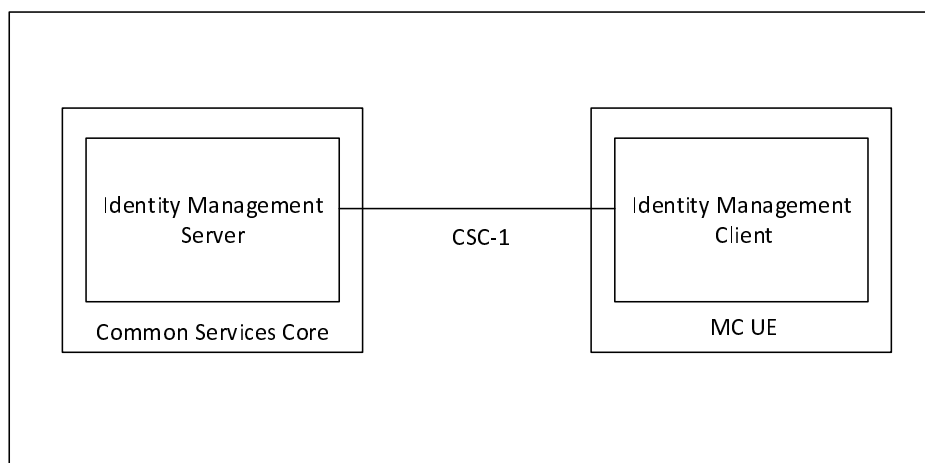 Identity Management
Server
Common Services Core
CSC-1
Identity Management
Client
MC UE